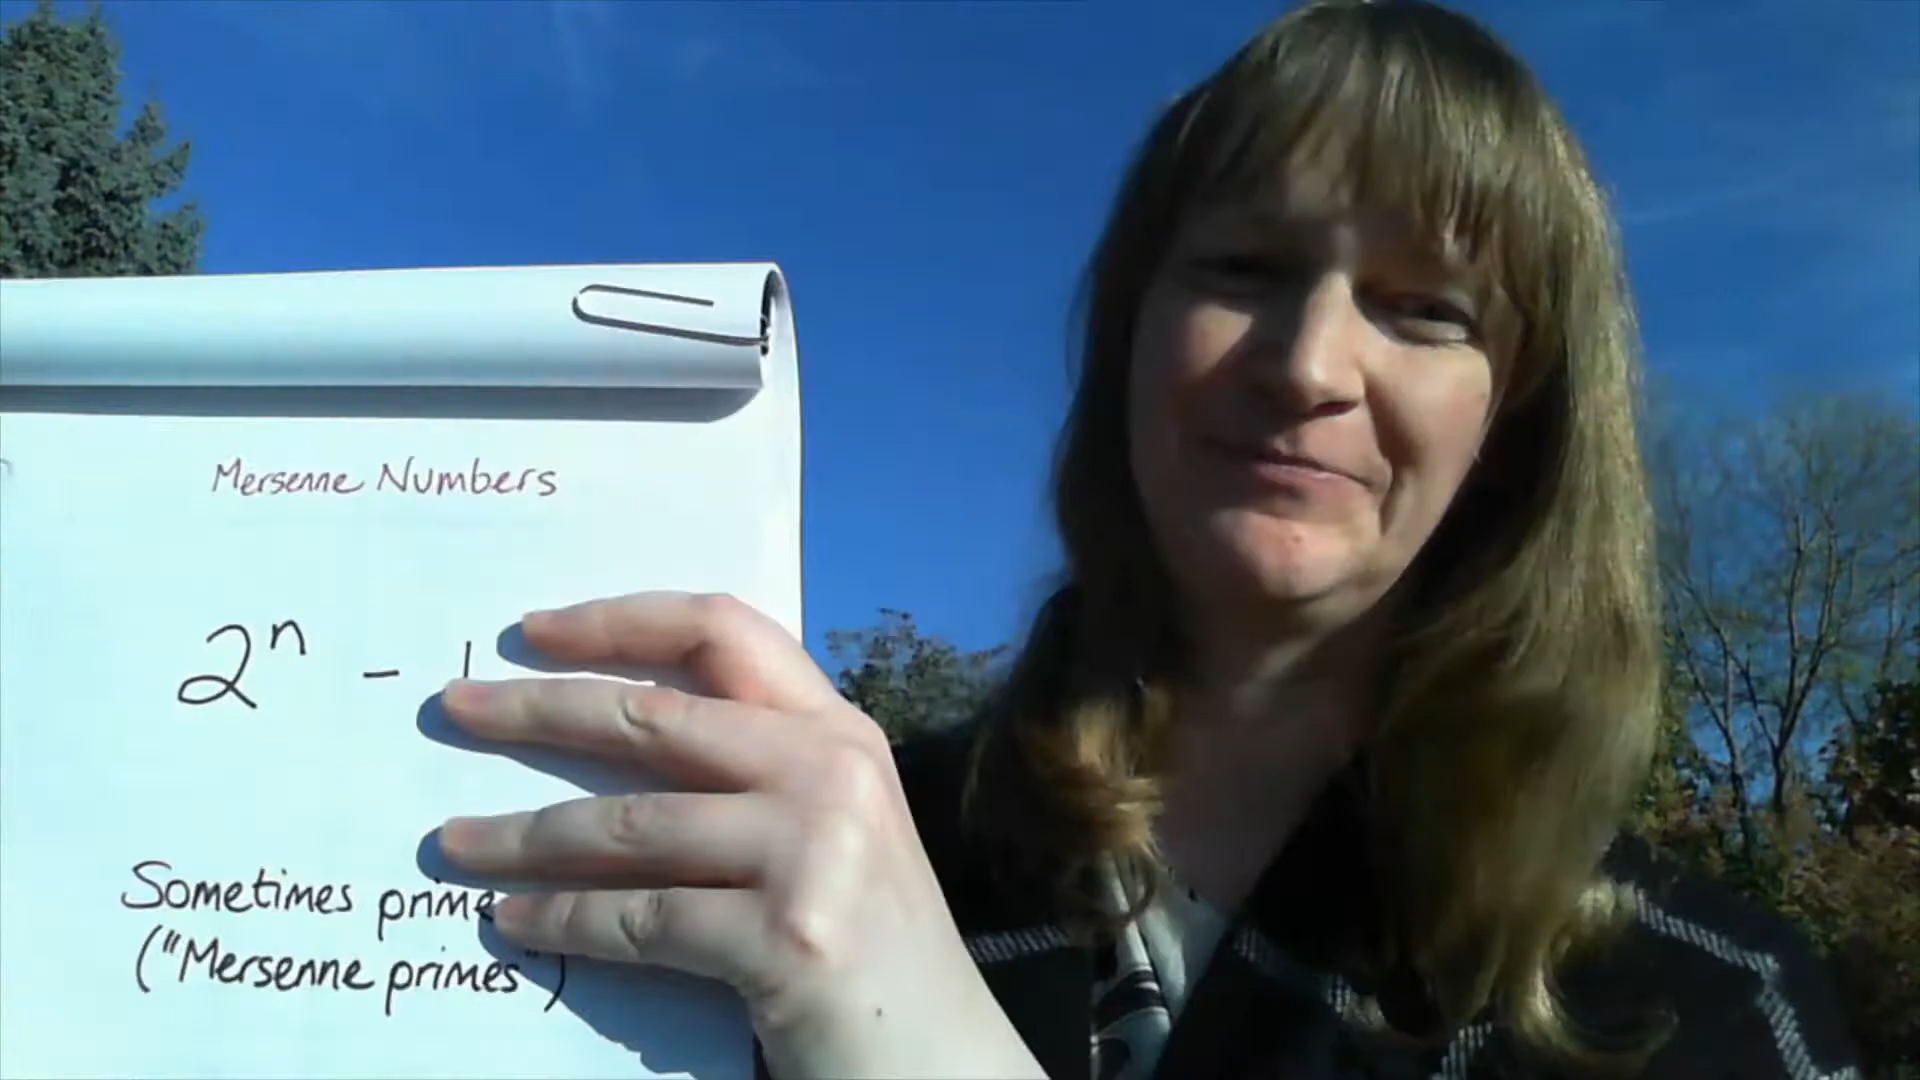 Mersenne Numbers
2ⁿ - 1
Sometimes prime
("Mersenne primes")